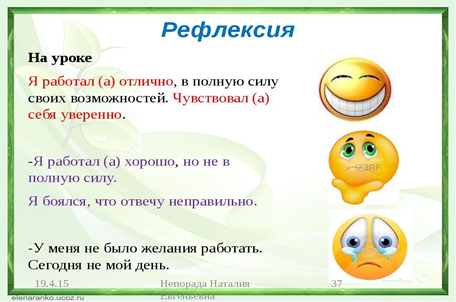 Рефлексия
На уроке
Я работал (а) отлично, в полную силу
своих возможностей. Чувствовал (а)
себя уверенно.
-Я работал (а) хорошо, но не в
полную силу.
Я боялся, что отвечу неправильно.
-У меня не было желания работать.
Сегодня не мой день.
19.4.15
Непорада Наталия
Евгеньевна
37
elenaranko.ucoz.ru